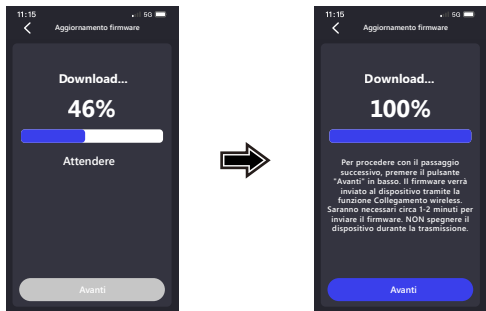 11:15
5G
Aggiornamento firmware
Download...
46%
Attendere
Avanti
11:15
5G
Aggiornamento firmware
Download...
100%
Per procedere con il passaggio
successivo, premere il pulsante
"Avanti" in basso. Il firmware verrà
inviato al dispositivo tramite la
funzione Collegamento wireless.
Saranno necessari circa 1-2 minuti per
inviare il firmware. NON spegnere il
dispositivo durante la trasmissione.
Avanti